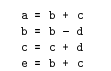 a = b + c
b = b − d
c = c + d
e = b + c